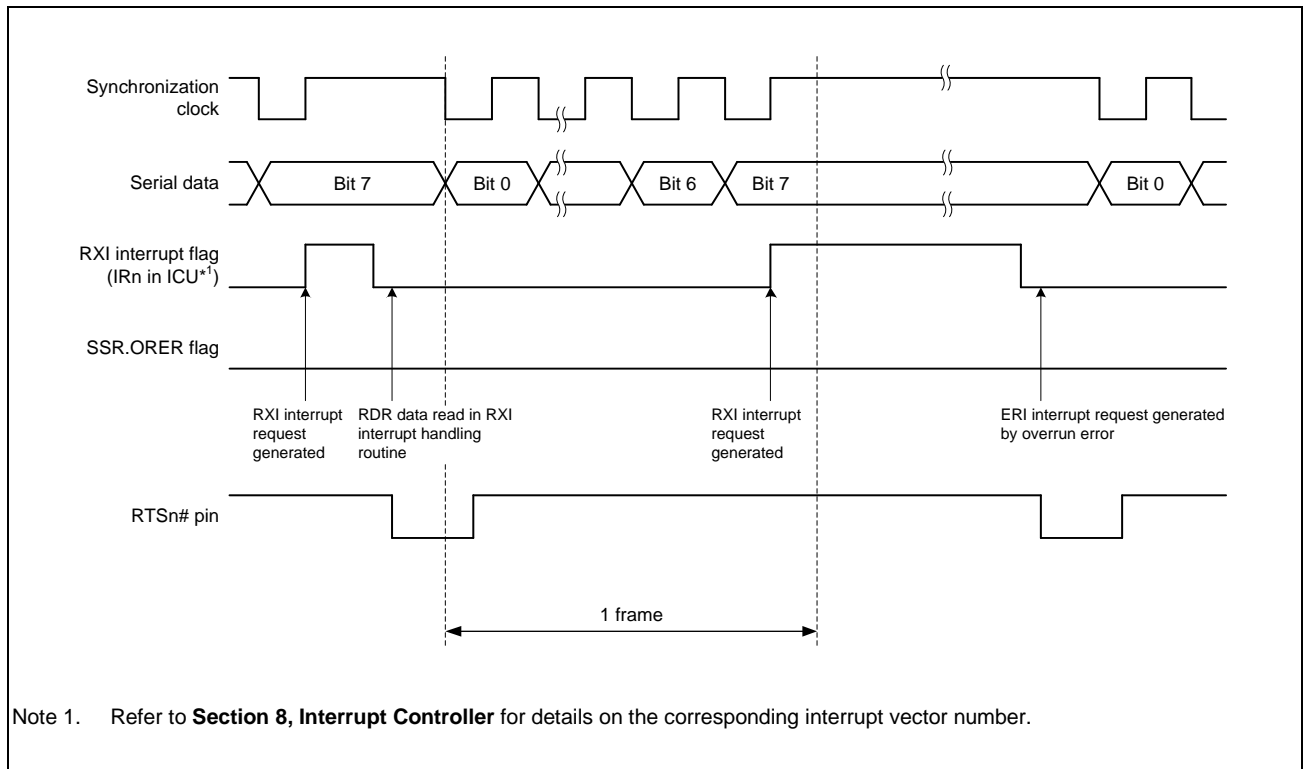 Synchronization
clock
Serial data
Bit 7
Bit 0
Bit 6
Bit 7
Bit 0
RXI interrupt flag
(IRn in ICU*1)
SSR.ORER flag
RXI interrupt
request
generated
RDR data read in RXI
interrupt handling
routine
RXI interrupt
request
generated
ERI interrupt request generated
by overrun error
RTSn# pin
1 frame
Note 1. Refer to Section 8, Interrupt Controller for details on the corresponding interrupt vector number.